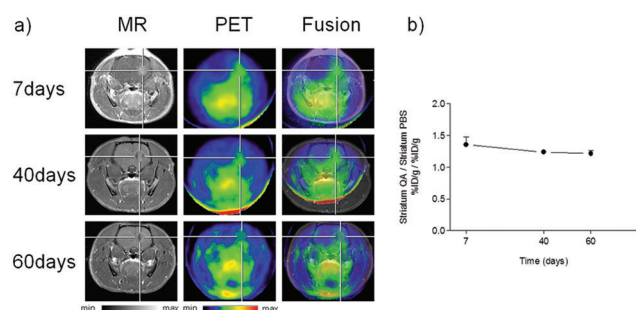 a)
MR PET Fusion
7days
40days
60days
min max min max
b)
Striatum QA / Striatum PBS
%ID/g / %ID/g
2.0
1.5
1.0
0.5
0.0
7 40 60
Time (days)